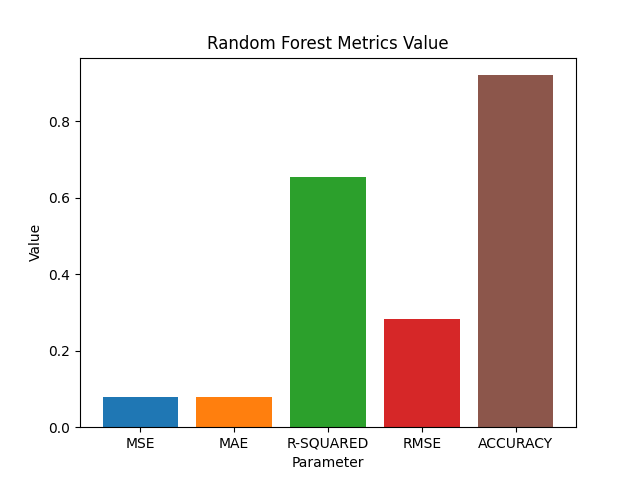 Random Forest Metrics Value
Value
0.8
0.6
0.4
0.2
0.0
MSE MAE R-SQUARED RMSE ACCURACY
Parameter